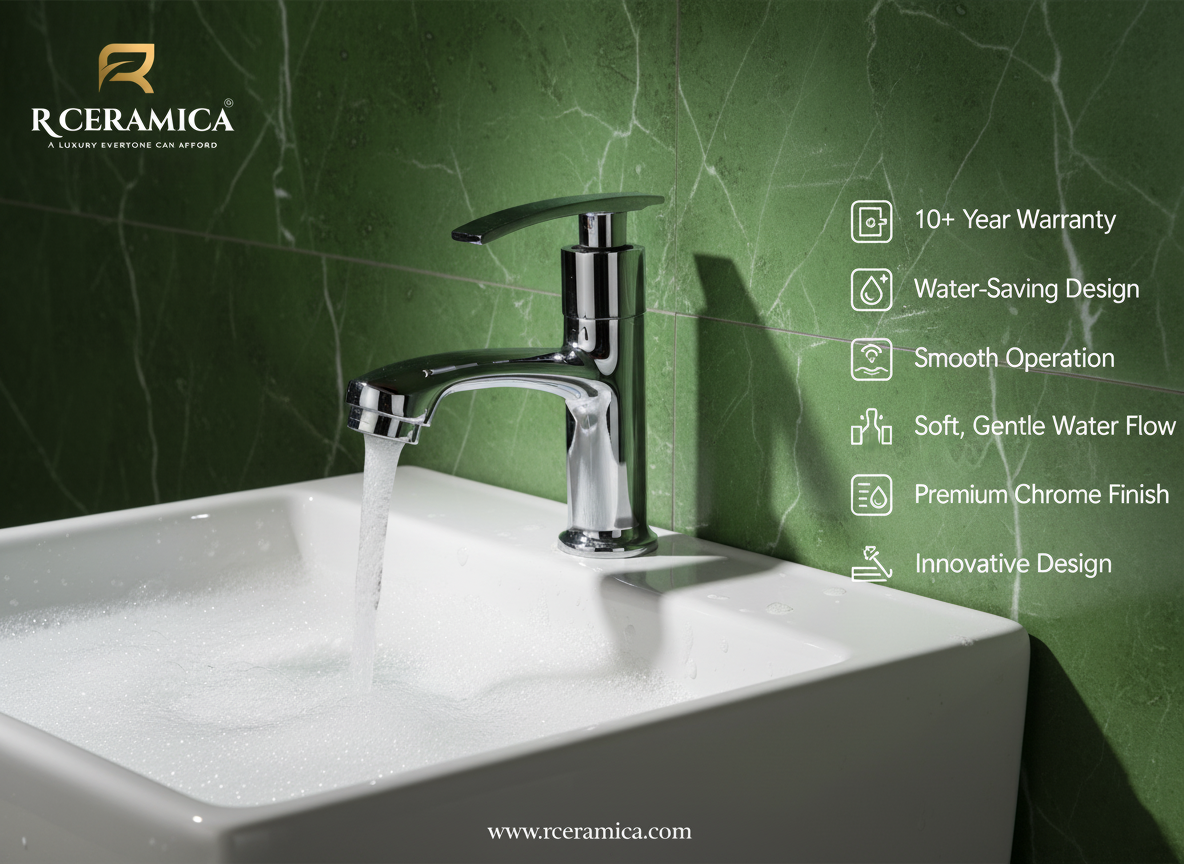 R CERAMICA®
A LUXURY EVERTONE CAN AFFORD
10+ Year Warranty
Water-Saving Design
Smooth Operation
Soft, Gentle Water Flow
Premium Chrome Finish
Innovative Design
www.rceramica.com